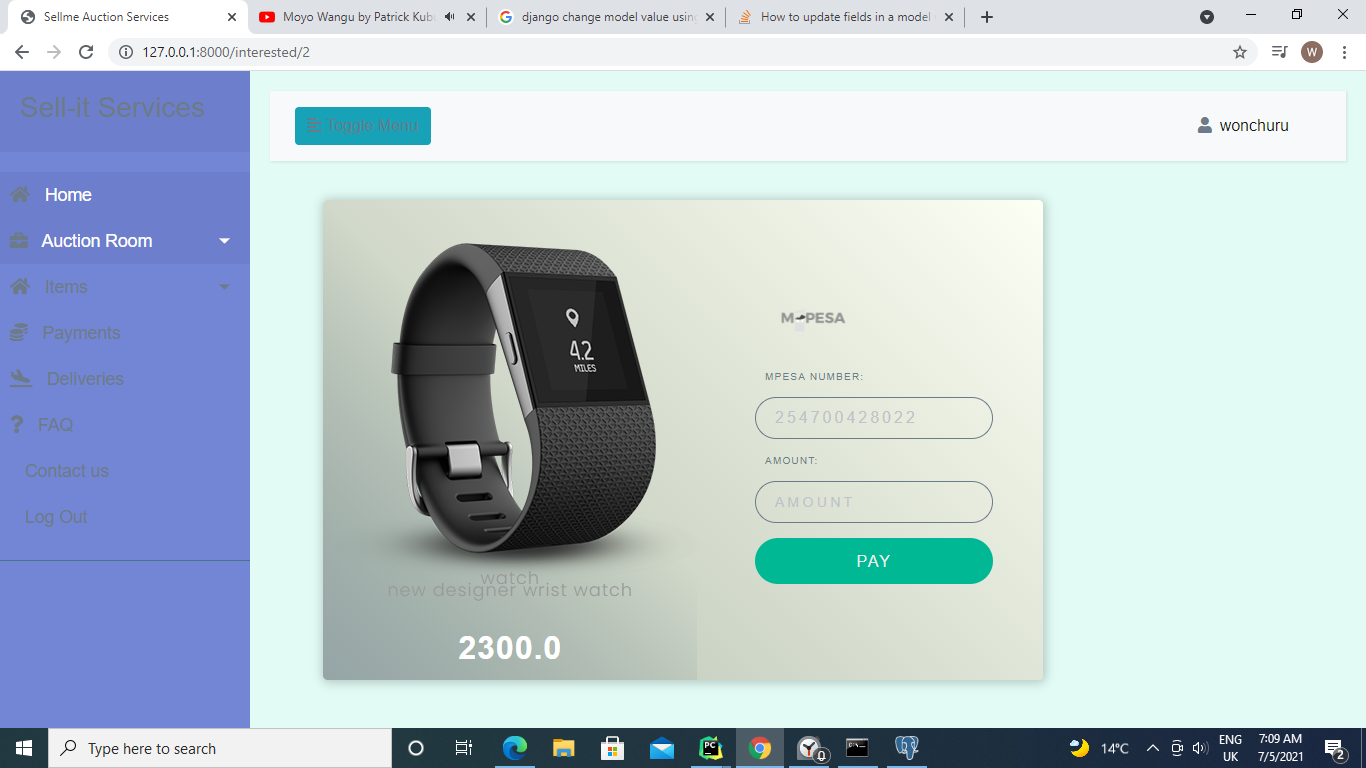 Sellme Auction Services
Moyo Wangu by Patrick Kub
django change model value using
How to update fields in a model
127.0.0.1:8000/interested/2
W
Sell-it Services
Toggle Menu
wonchuru
Home
Auction Room
Items
Payments
Deliveries
FAQ
Contact us
Log Out
4.2
MILES
watch
new designer wrist watch
2300.0
M-PESA
MPESA NUMBER:
254700428022
AMOUNT:
AMOUNT
PAY
Type here to search
14°C
ENG
UK
7:09 AM
7/5/2021
2